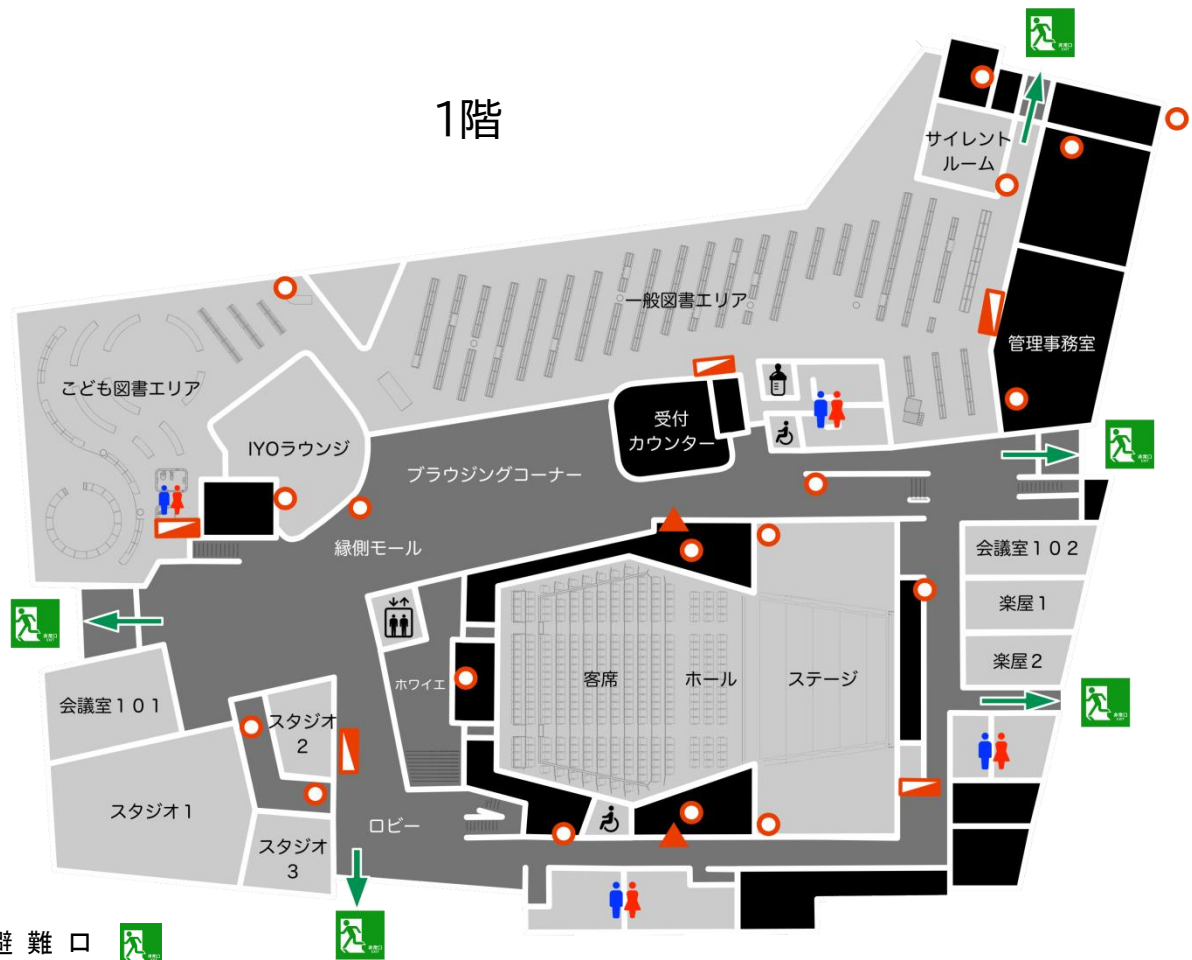 1階
サイレント
ルーム
一般図書エリア
管理事務室
こども図書エリア
IYOラウンジ
受付
カウンター
ブラウジングコーナー
縁側モール
会議室102
楽屋1
楽屋2
ホワイエ
客席
ホール
ステージ
会議室101
スタジオ
2
スタジオ1
ロビー
スタジオ
3
避難口